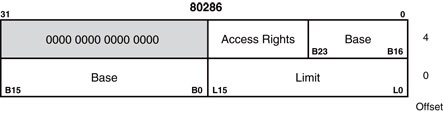 80286
31 0
0000 0000 0000 0000 Access Rights Base 4
B23 B16
Base Limit 0
B15 B0 L15 L0
Offset